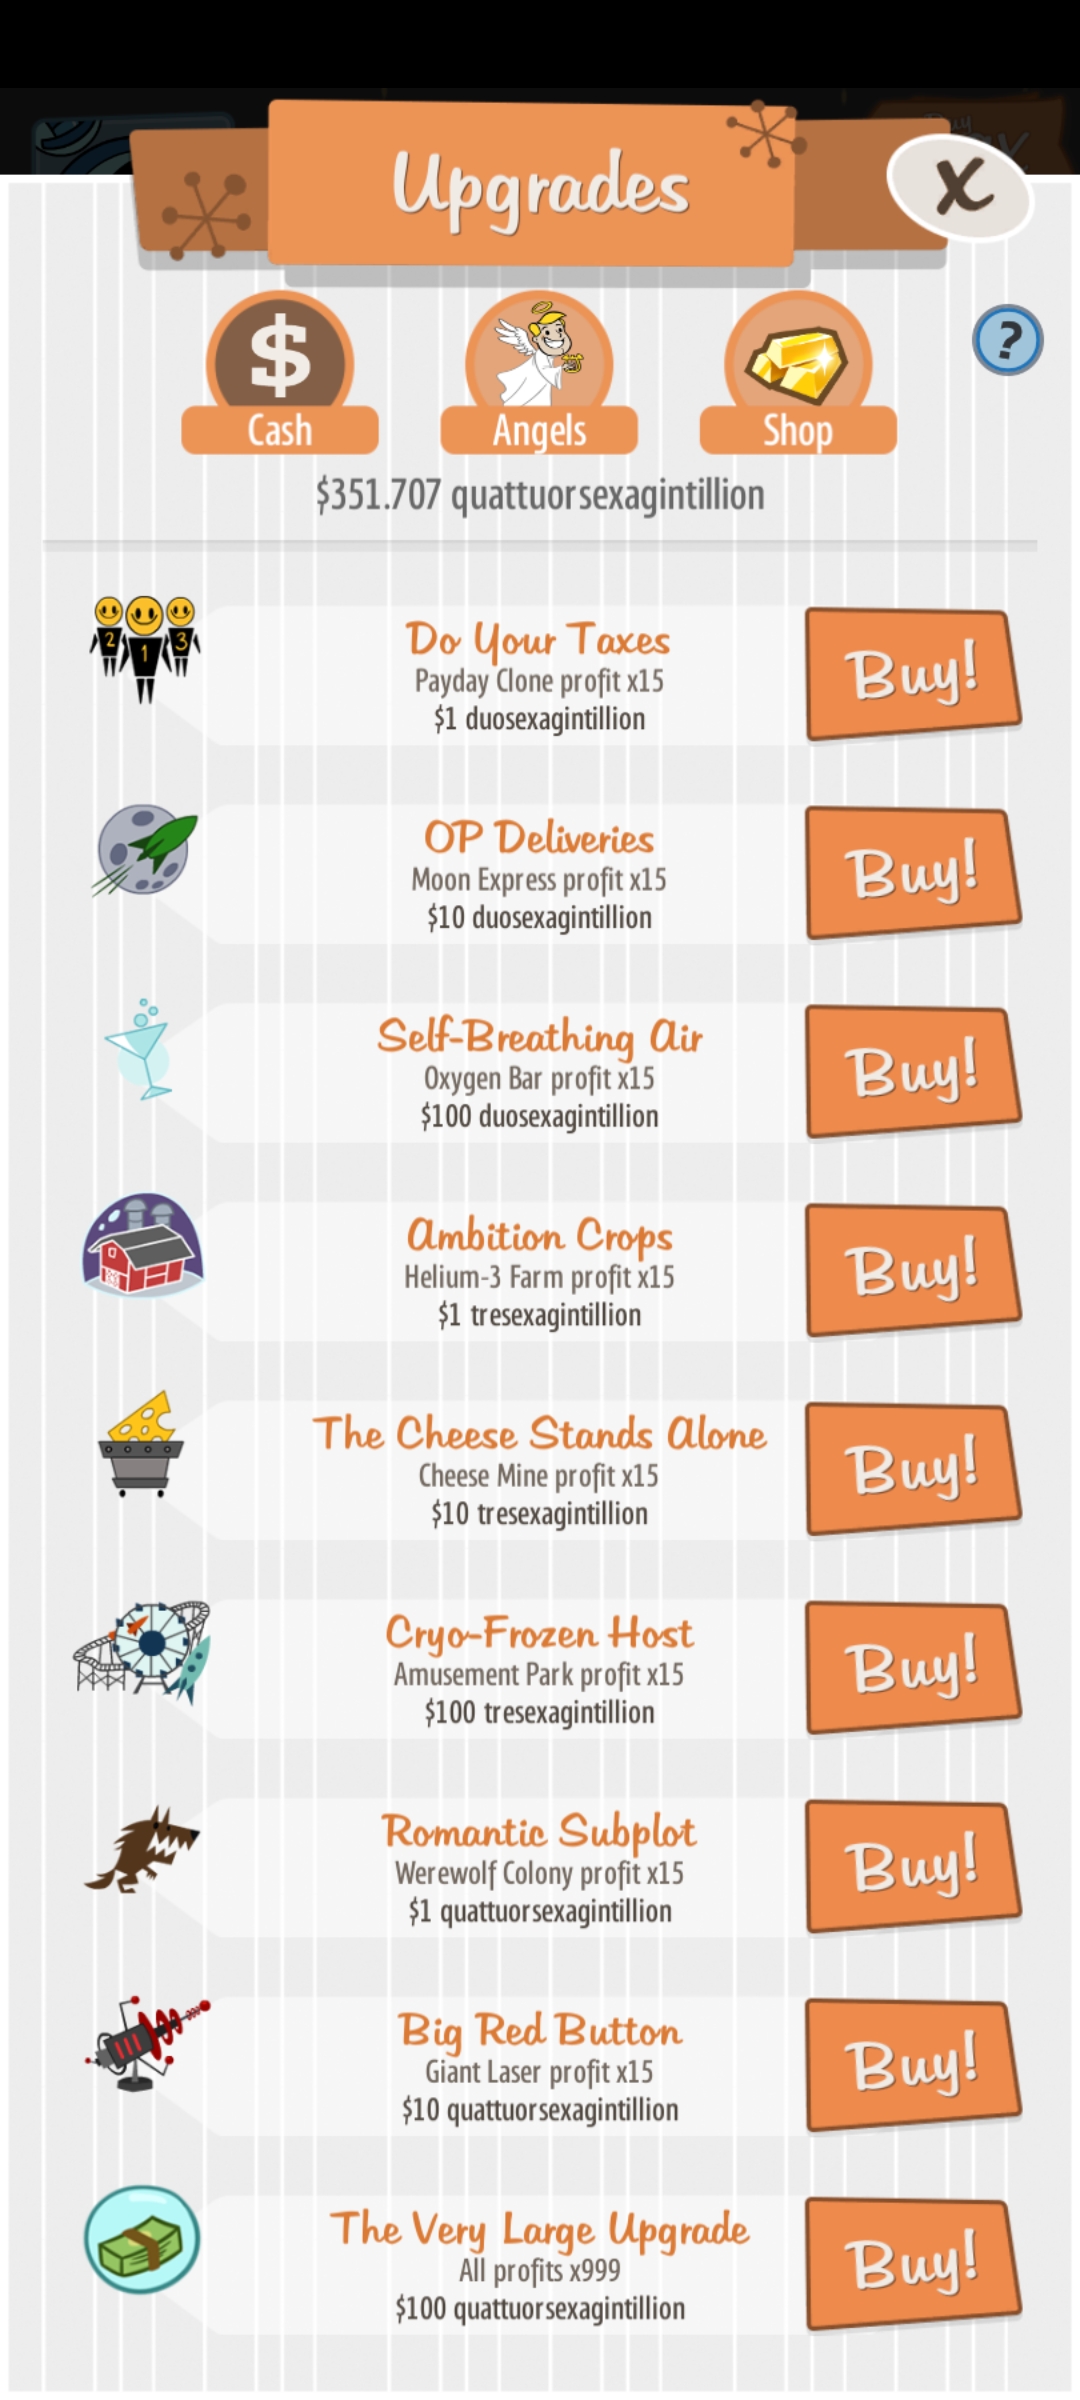 Upgrades
X
$
?
Cash
Angels
Shop
$351.707 quattuorsexagintillion
2 1 3
Do Your Taxes
Payday Clone profit x15
$1 duosexagintillion
Buy!
OP Deliveries
Moon Express profit x15
$10 duosexagintillion
Buy!
Self-Breathing Air
Oxygen Bar profit x15
$100 duosexagintillion
Buy!
Ambition Crops
Helium-3 Farm profit x15
$1 tresexagintillion
Buy!
The Cheese Stands Alone
Cheese Mine profit x15
$10 tresexagintillion
Buy!
Cryo-Frozen Host
Amusement Park profit x15
$100 tresexagintillion
Buy!
Romantic Subplot
Werewolf Colony profit x15
$1 quattuorsexagintillion
Buy!
Big Red Button
Giant Laser profit x15
$10 quattuorsexagintillion
Buy!
The Very Large Upgrade
All profits x999
$100 quattuorsexagintillion
Buy!